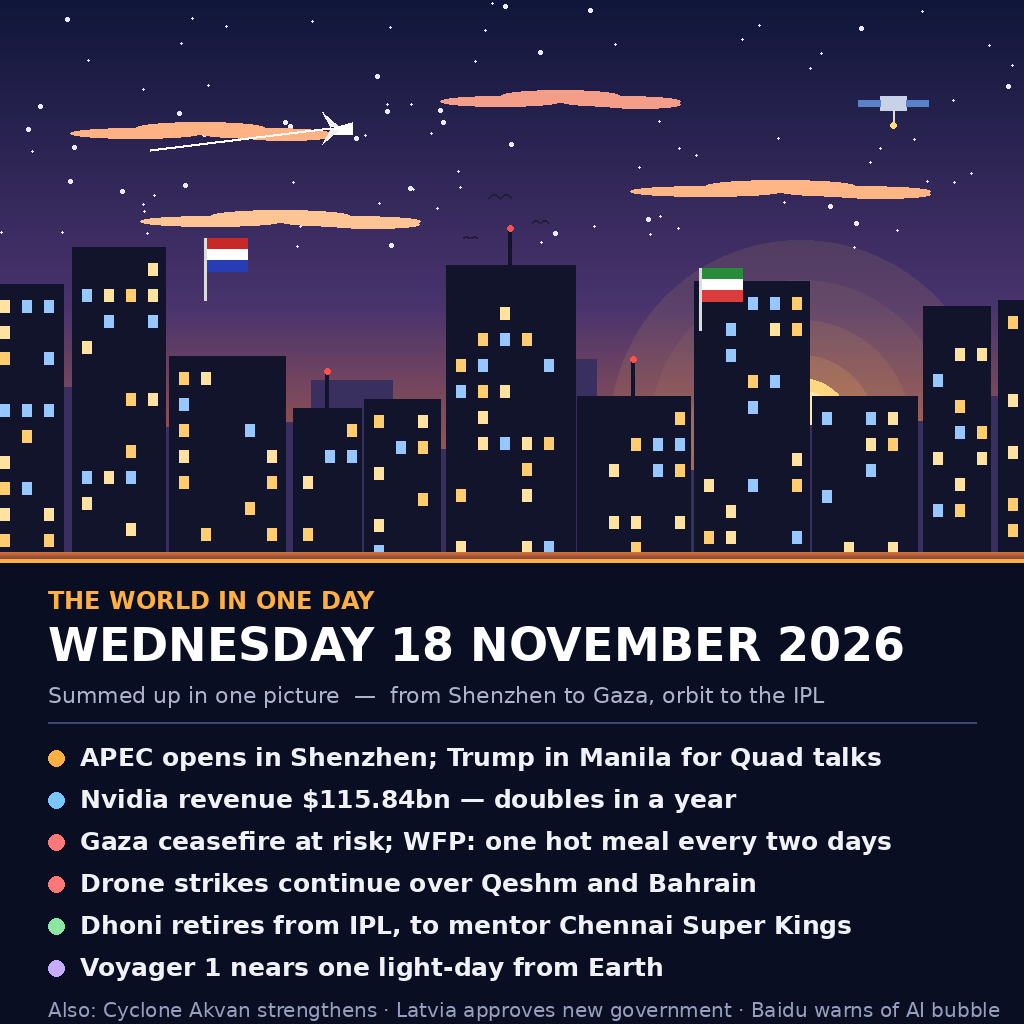 THE WORLD IN ONE DAY
WEDNESDAY 18 NOVEMBER 2026
Summed up in one picture — from Shenzhen to Gaza, orbit to the IPL
APEC opens in Shenzhen; Trump in Manila for Quad talks
Nvidia revenue $115.84bn — doubles in a year
Gaza ceasefire at risk; WFP: one hot meal every two days
Drone strikes continue over Qeshm and Bahrain
Dhoni retires from IPL, to mentor Chennai Super Kings
Voyager 1 nears one light-day from Earth
Also: Cyclone Akvan strengthens · Latvia approves new government · Baidu warns of AI bubble